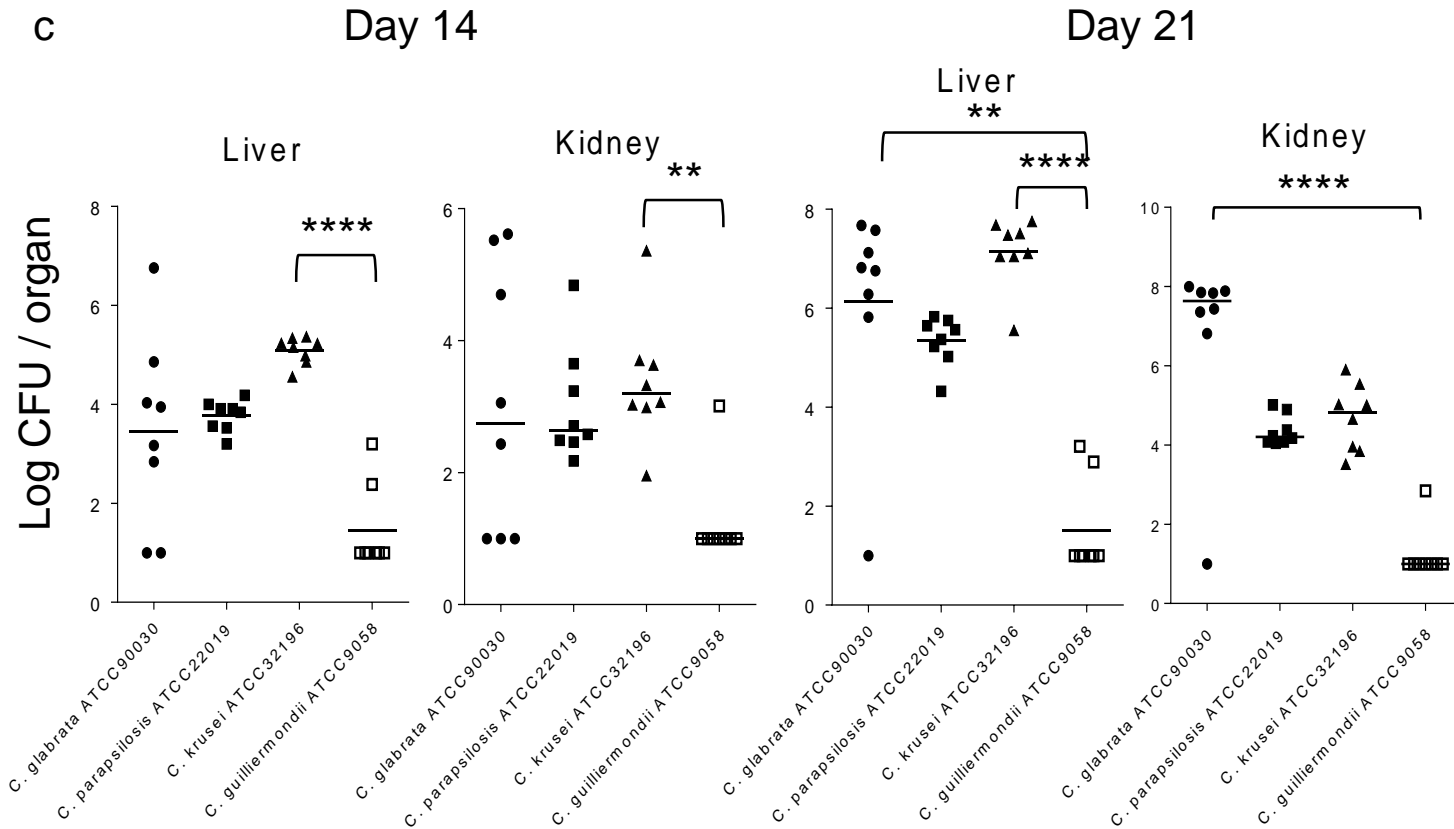 c
Day 14
Day 21
Liver
Kidney
Liver
Kidney
****
**
**
****
****
Log CFU / organ
8
6
4
2
0
6
4
2
0
8
6
4
2
0
10
8
6
4
2
0
C. glabrata ATCC90030
C. parapsilosis ATCC22019
C. krusei ATCC32196
C. guilliermondii ATCC9058
C. glabrata ATCC90030
C. parapsilosis ATCC22019
C. krusei ATCC32196
C. guilliermondii ATCC9058
C. glabrata ATCC90030
C. parapsilosis ATCC22019
C. krusei ATCC32196
C. guilliermondii ATCC9058
C. glabrata ATCC90030
C. parapsilosis ATCC22019
C. krusei ATCC32196
C. guilliermondii ATCC9058